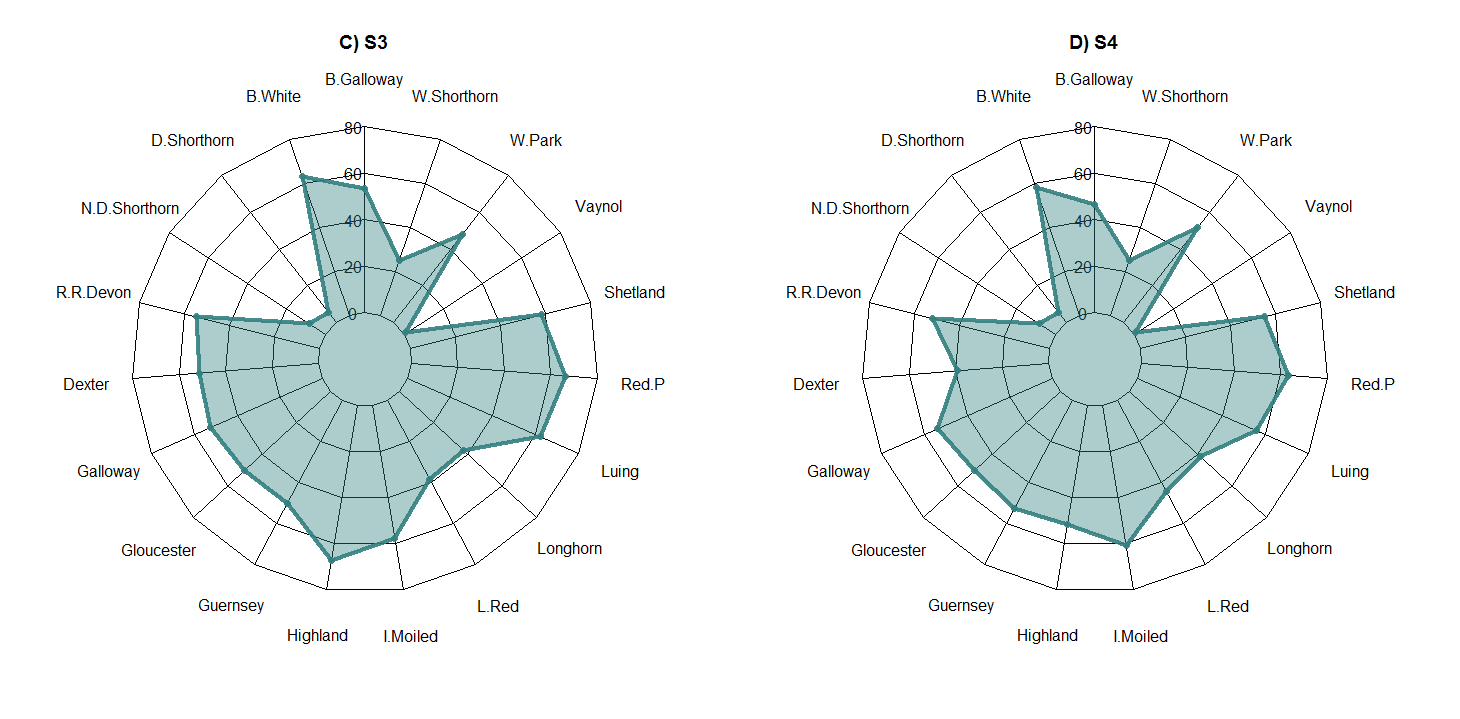 C) S3
B.Galloway
B.White
W.Shorthorn
D.Shorthorn
W.Park
N.D.Shorthorn
Vaynol
R.R.Devon
Shetland
Dexter
Red.P
Galloway
Luing
Gloucester
Longhorn
Guernsey
L.Red
Highland
I.Moiled
80
60
40
20
0
D) S4
B.Galloway
B.White
W.Shorthorn
D.Shorthorn
W.Park
N.D.Shorthorn
Vaynol
R.R.Devon
Shetland
Dexter
Red.P
Galloway
Luing
Gloucester
Longhorn
Guernsey
L.Red
Highland
I.Moiled
80
60
40
20
0